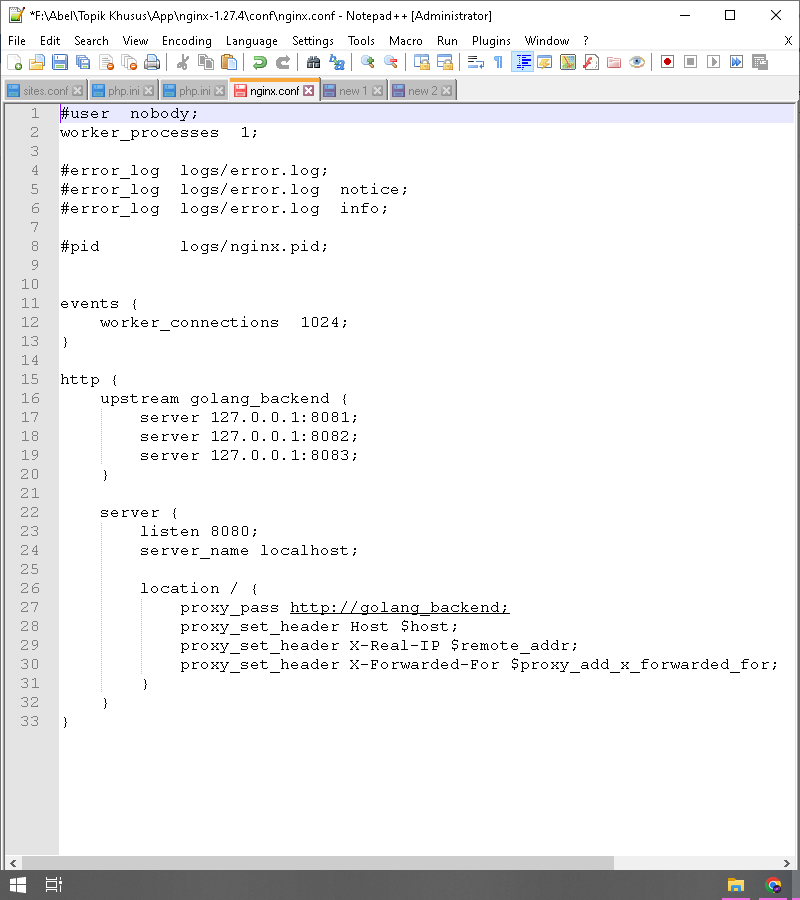 *F:\Abel\Topik Khusus\App\nginx-1.27.4\conf\nginx.conf - Notepad++ [Administrator]
File Edit Search View Encoding Language Settings Tools Macro Run Plugins Window ? X
sites.conf php.ini php.ini nginx.conf new 1 new 2
1 #user  nobody;
2 worker_processes  1;
3
4 #error_log  logs/error.log;
5 #error_log  logs/error.log  notice;
6 #error_log  logs/error.log  info;
7
8 #pid        logs/nginx.pid;
9
10
11 events {
12     worker_connections  1024;
13 }
14
15 http {
16     upstream golang_backend {
17         server 127.0.0.1:8081;
18         server 127.0.0.1:8082;
19         server 127.0.0.1:8083;
20     }
21
22     server {
23         listen 8080;
24         server_name localhost;
25
26         location / {
27             proxy_pass http://golang_backend;
28             proxy_set_header Host $host;
29             proxy_set_header X-Real-IP $remote_addr;
30             proxy_set_header X-Forwarded-For $proxy_add_x_forwarded_for;
31         }
32     }
33 }